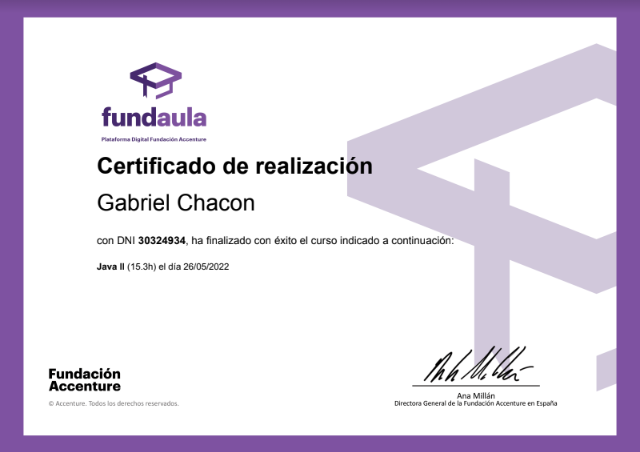 fundaula
Plataforma Digital Fundación Accenture
Certificado de realización
Gabriel Chacon
con DNI 30324934, ha finalizado con éxito el curso indicado a continuación:
Java II (15.3h) el día 26/05/2022
Fundación
Accenture
© Accenture. Todos los derechos reservados.
Ana Millán
Directora General de la Fundación Accenture en España